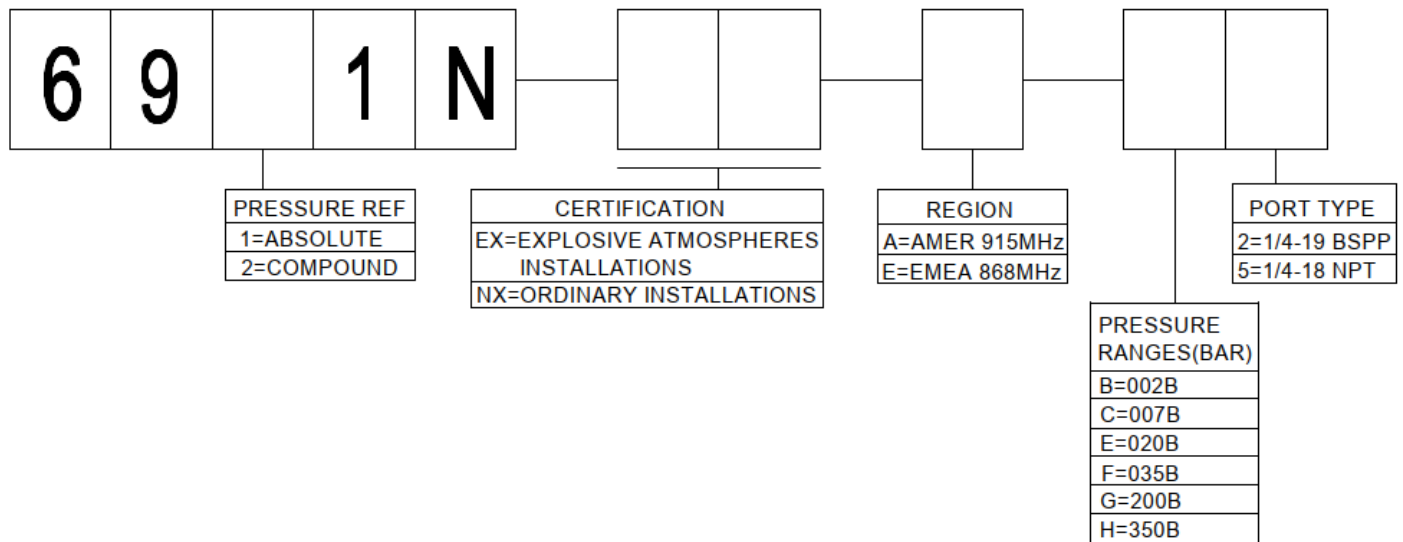 6 9 1 N
PRESSURE REF
1=ABSOLUTE
2=COMPOUND
CERTIFICATION
EX=EXPLOSIVE ATMOSPHERES
INSTALLATIONS
NX=ORDINARY INSTALLATIONS
REGION
A=AMER 915MHz
E=EMEA 868MHz
PORT TYPE
2=1/4-19 BSPP
5=1/4-18 NPT
PRESSURE
RANGES(BAR)
B=002B
C=007B
E=020B
F=035B
G=200B
H=350B